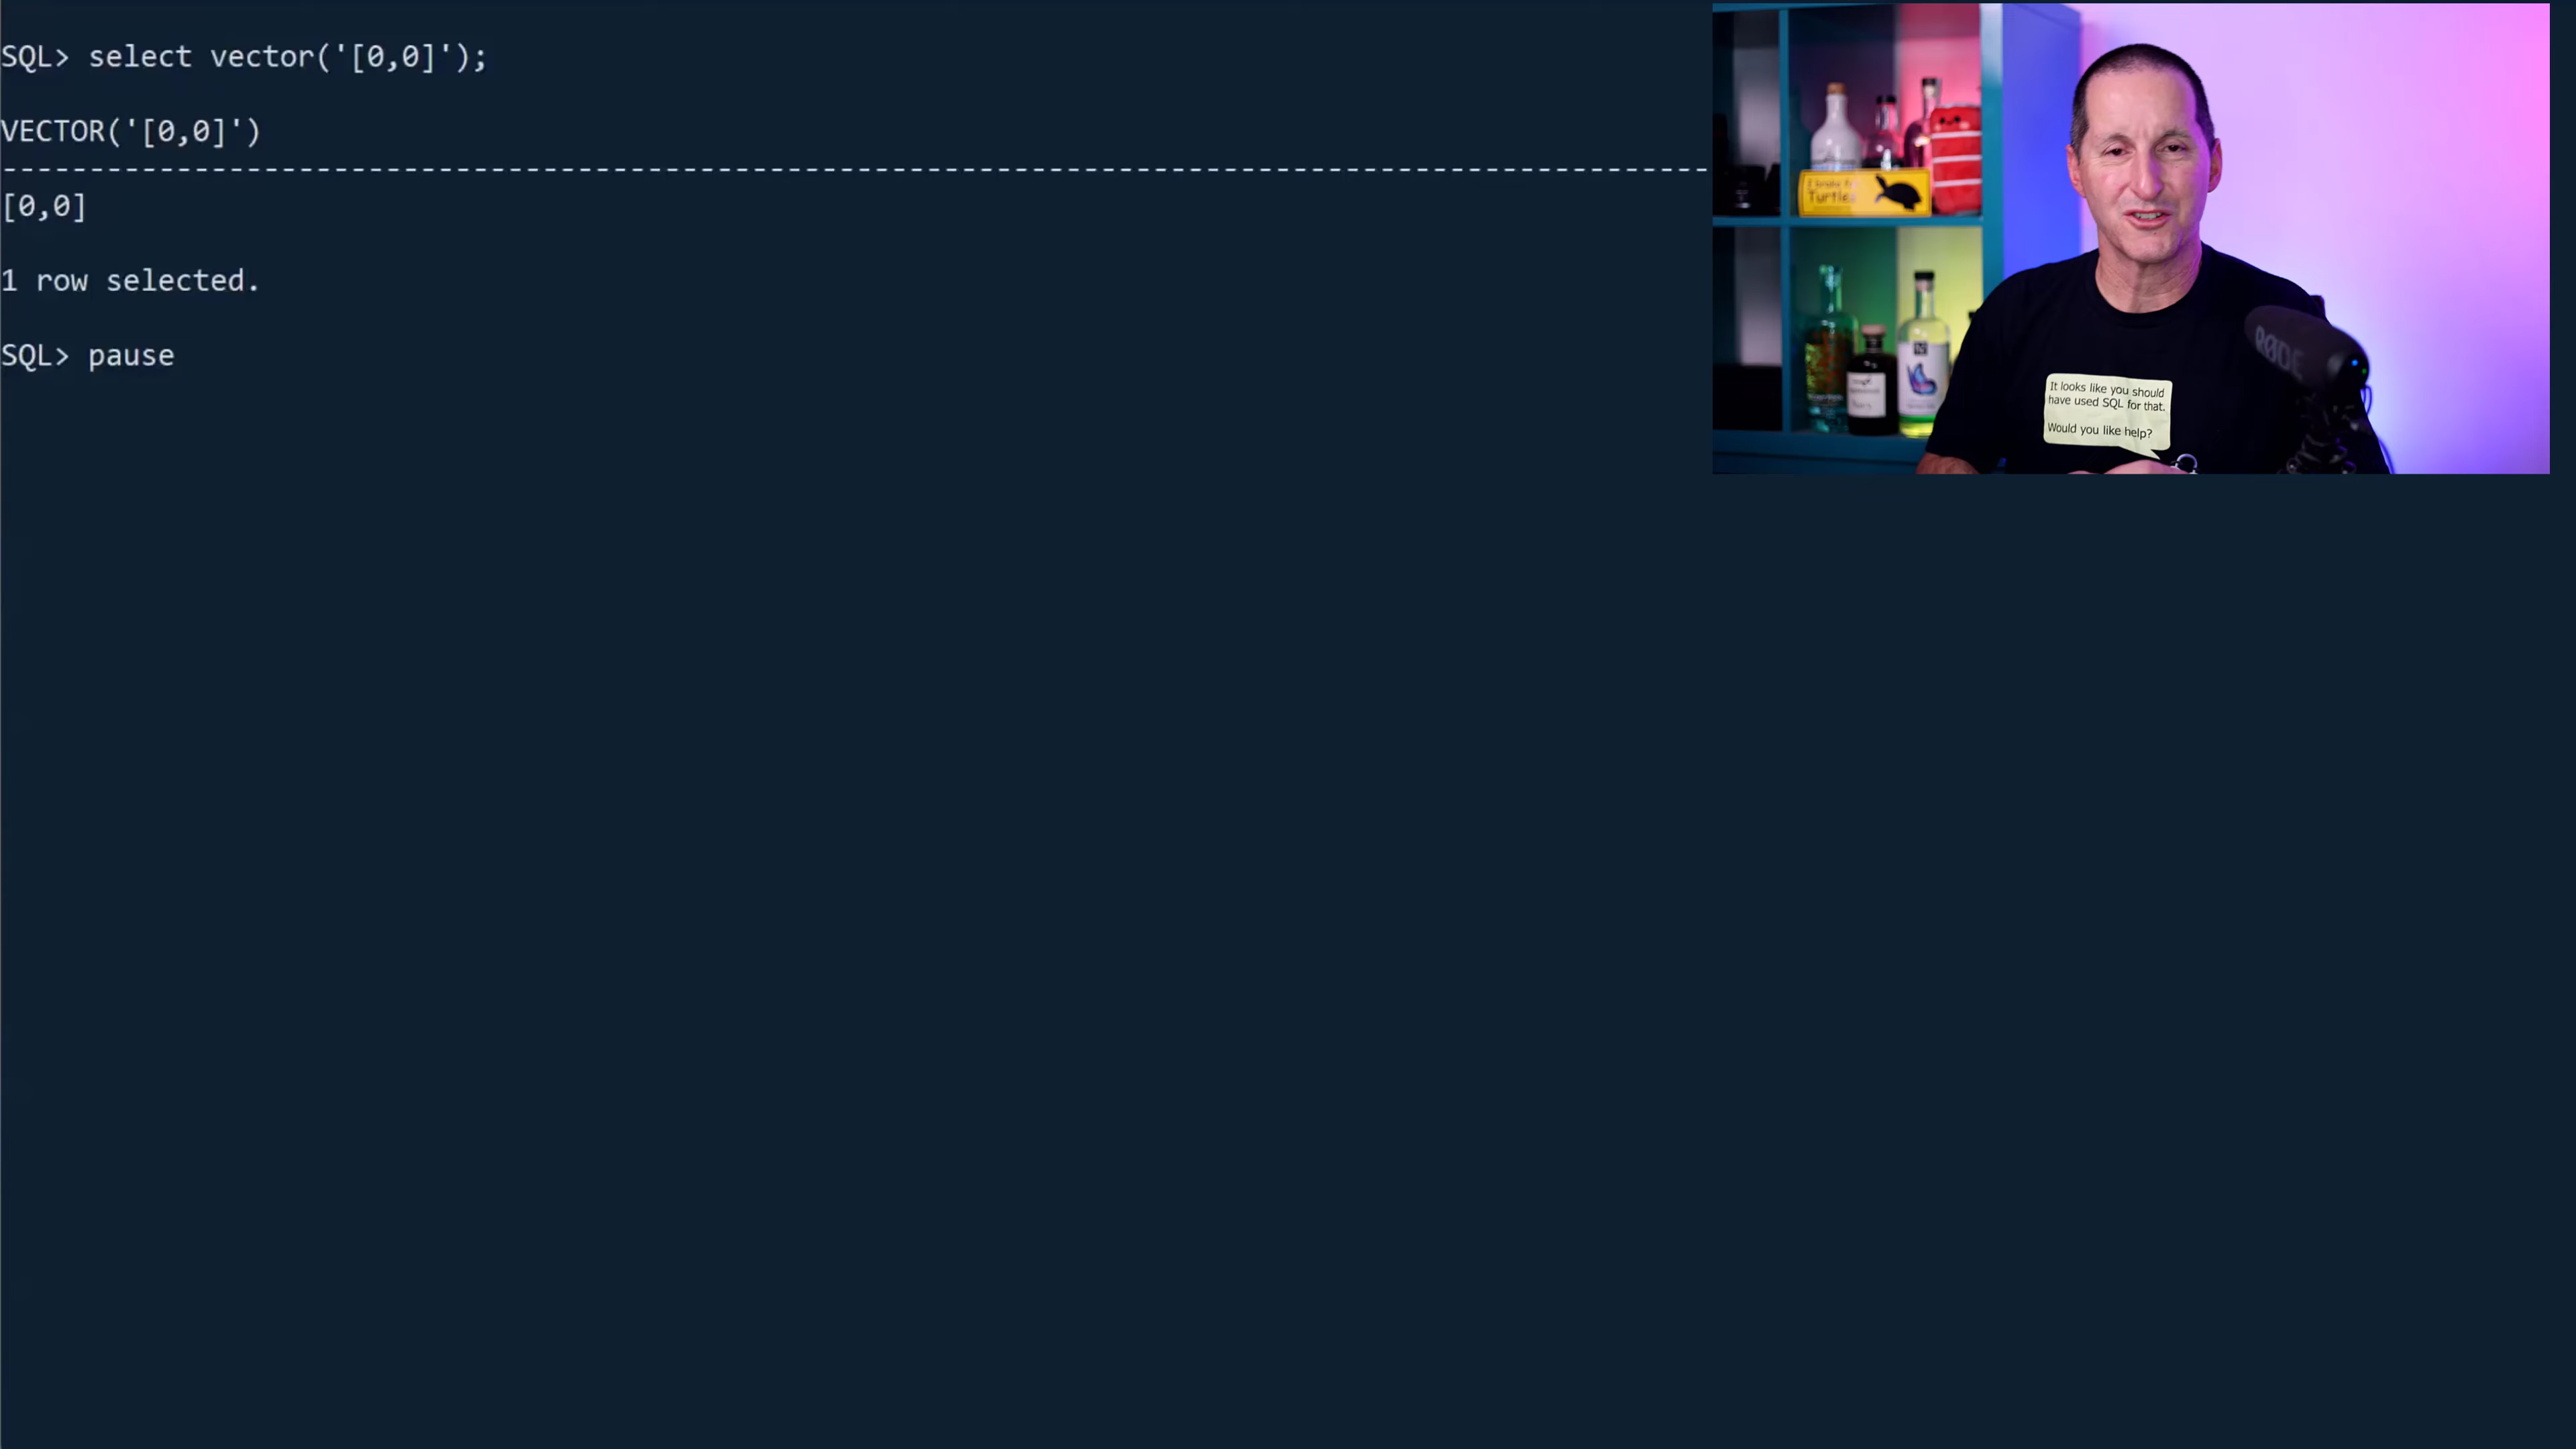 SQL> select vector('[0,0]');
VECTOR('[0,0]')
--------------------------------------------------------------------------------------------------
[0,0]
1 row selected.
SQL> pause
Turtles
RØDE
It looks like you should
have used SQL for that.
Would you like help?